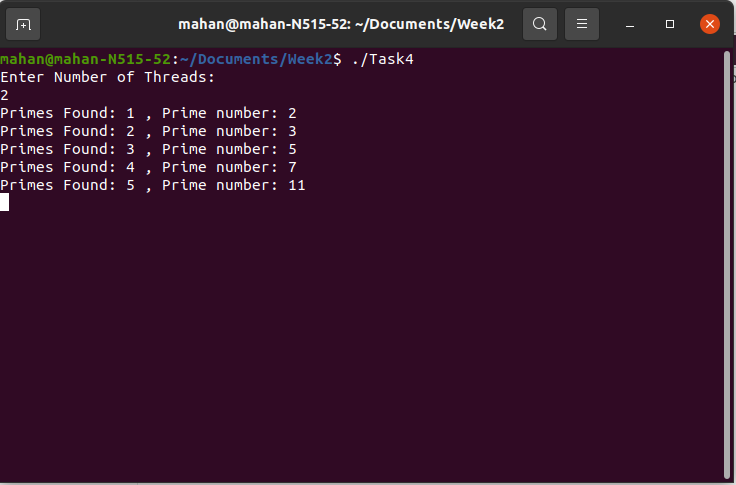 mahan@mahan-N515-52: ~/Documents/Week2
mahan@mahan-N515-52:~/Documents/Week2$ ./Task4
Enter Number of Threads:
2
Primes Found: 1 , Prime number: 2
Primes Found: 2 , Prime number: 3
Primes Found: 3 , Prime number: 5
Primes Found: 4 , Prime number: 7
Primes Found: 5 , Prime number: 11